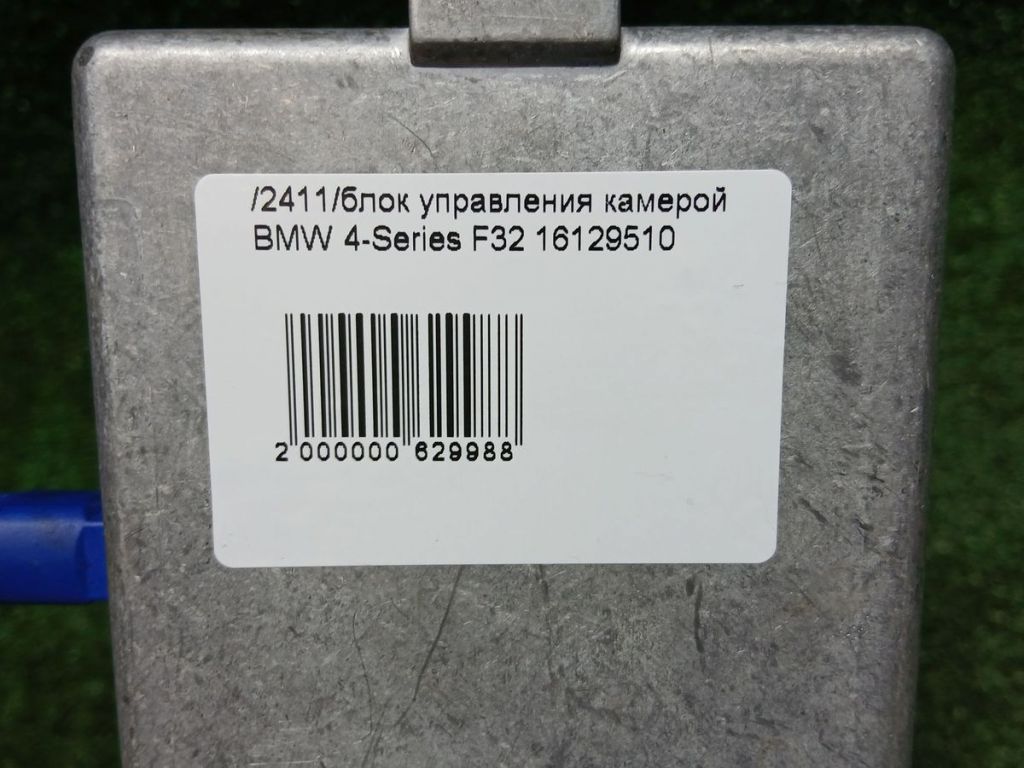 /2411/блок управления камерой
BMW 4-Series F32 16129510
2 000000 629988